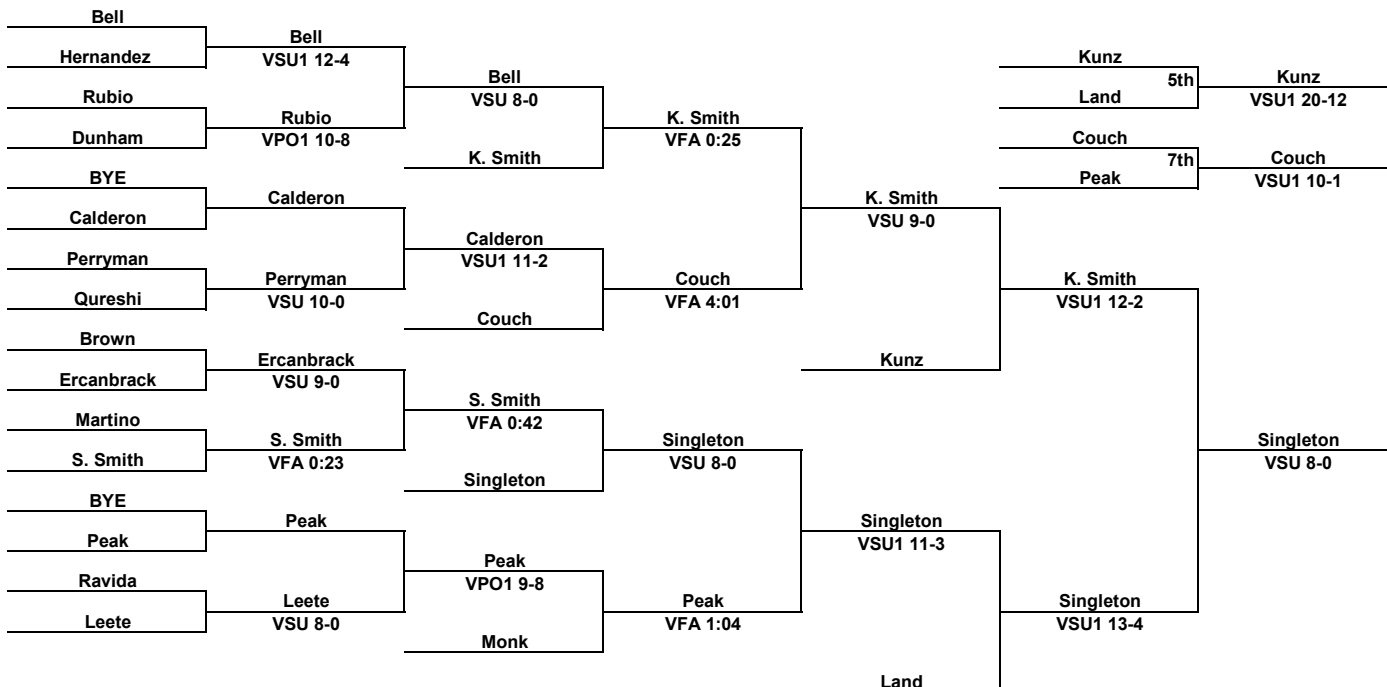 Bell
Hernandez
Rubio
Dunham
BYE
Calderon
Perryman
Qureshi
Brown
Ercanbrack
Martino
S. Smith
BYE
Peak
Ravida
Leete
Bell
VSU1 12-4
Rubio
VPO1 10-8
Calderon
Perryman
VSU 10-0
Ercanbrack
VSU 9-0
S. Smith
VFA 0:23
Peak
Leete
VSU 8-0
Bell
VSU 8-0
K. Smith
Calderon
VSU1 11-2
Couch
S. Smith
VFA 0:42
Singleton
Peak
VPO1 9-8
Monk
K. Smith
VFA 0:25
Couch
VFA 4:01
Singleton
VSU 8-0
Peak
VFA 1:04
K. Smith
VSU 9-0
Kunz
Singleton
VSU1 11-3
Land
K. Smith
VSU1 12-2
Singleton
VSU1 13-4
Singleton
VSU 8-0
Kunz
5th
Land
Kunz
VSU1 20-12
Couch
7th
Peak
Couch
VSU1 10-1